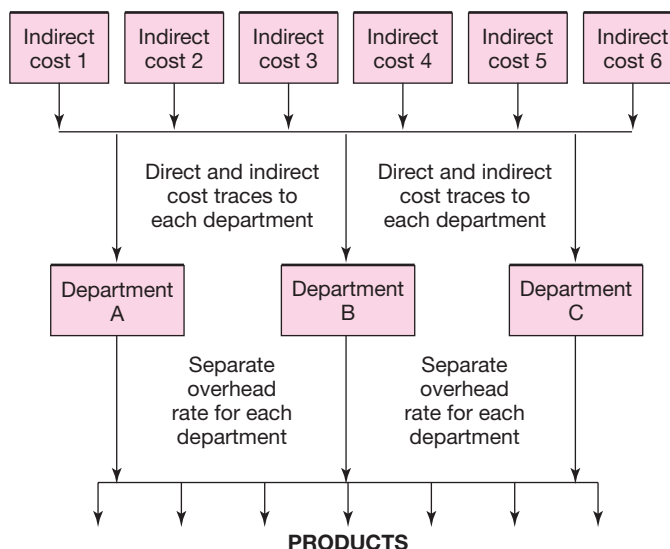 Indirect
cost 1
Indirect
cost 2
Indirect
cost 3
Indirect
cost 4
Indirect
cost 5
Indirect
cost 6
Direct and indirect
cost traces to
each department
Direct and indirect
cost traces to
each department
Department
A
Department
B
Department
C
Separate
overhead
rate for each
department
Separate
overhead
rate for each
department
PRODUCTS